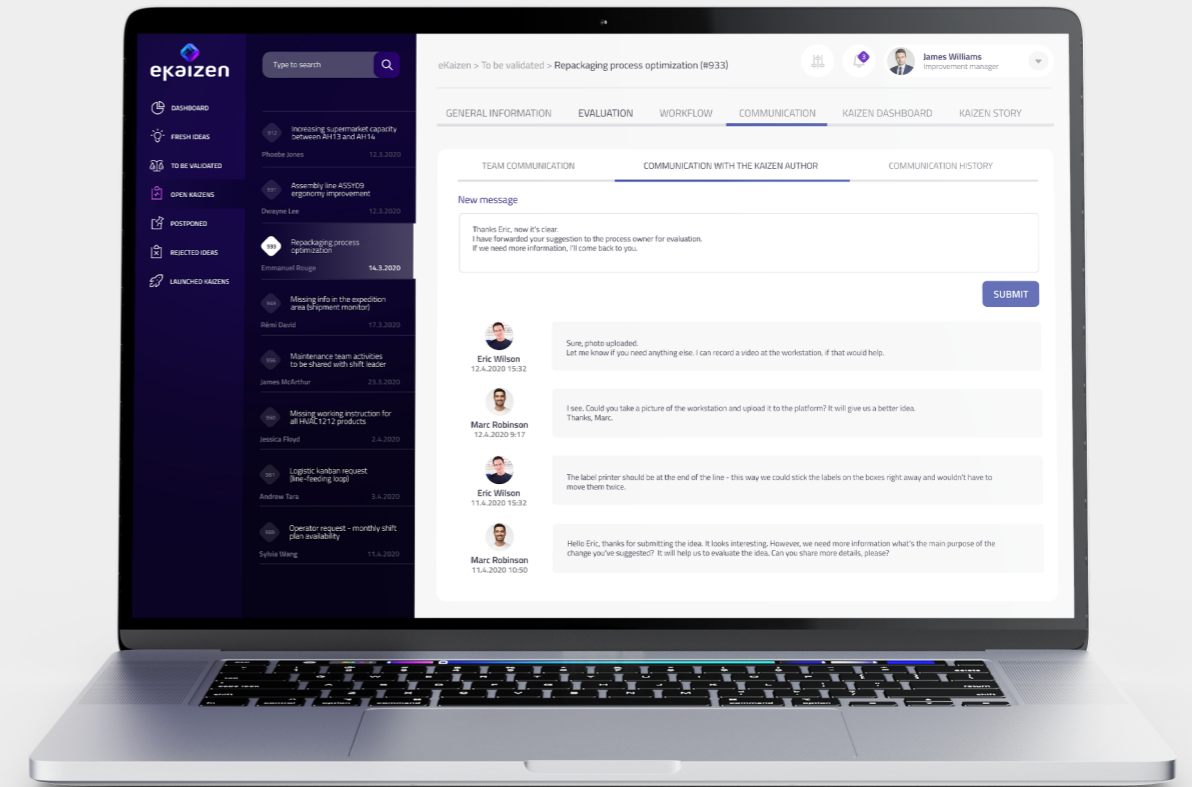 ekaizen
DASHBOARD
FRESH IDEAS
TO BE VALIDATED
OPEN KAIZENS
POSTPONED
REJECTED IDEAS
LAUNCHED KAIZENS
Type to search
912
Increasing supermarket capacity
between AH13 and AH14
Phoebe Jones 12.3.2020
931
Assembly line ASSY09
ergonomy improvement
Dwayne Lee 12.3.2020
933
Repackaging process
optimization
Emmanuel Rouge 14.3.2020
Missing info in the expedition
area (shipment monitor)
Rémi David 17.3.2020
Maintenance team activities
to be shared with shift leader
James McArthur 23.3.2020
Missing working instruction for
all HVAC1212 products
Jessica Floyd 2.4.2020
Logistic kanban request
(line-feeding loop)
Andrew Tara 3.4.2020
Operator request - monthly shift
plan availability
Sylvia Wang 11.4.2020
eKaizen > To be validated > Repackaging process optimization (#933)
3
James Williams
Improvement manager
GENERAL INFORMATION EVALUATION WORKFLOW COMMUNICATION KAIZEN DASHBOARD KAIZEN STORY
TEAM COMMUNICATION COMMUNICATION WITH THE KAIZEN AUTHOR COMMUNICATION HISTORY
New message
Thanks Eric, now it's clear.
I have forwarded your suggestion to the process owner for evaluation.
If we need more information, I'll come back to you.
SUBMIT
Eric Wilson
12.4.2020 15:32
Sure, photo uploaded.
Let me know if you need anything else. I can record a video at the workstation, if that would help.
Marc Robinson
12.4.2020 9:17
I see. Could you take a picture of the workstation and upload it to the platform? It will give us a better idea.
Thanks, Marc.
Eric Wilson
11.4.2020 15:32
The label printer should be at the end of the line - this way we could stick the labels on the boxes right away and wouldn't have to
move them twice.
Marc Robinson
11.4.2020 10:50
Hello Eric, thanks for submitting the idea. It looks interesting. However, we need more information what's the main purpose of the
change you've suggested? It will help us to evaluate the idea. Can you share more details, please?